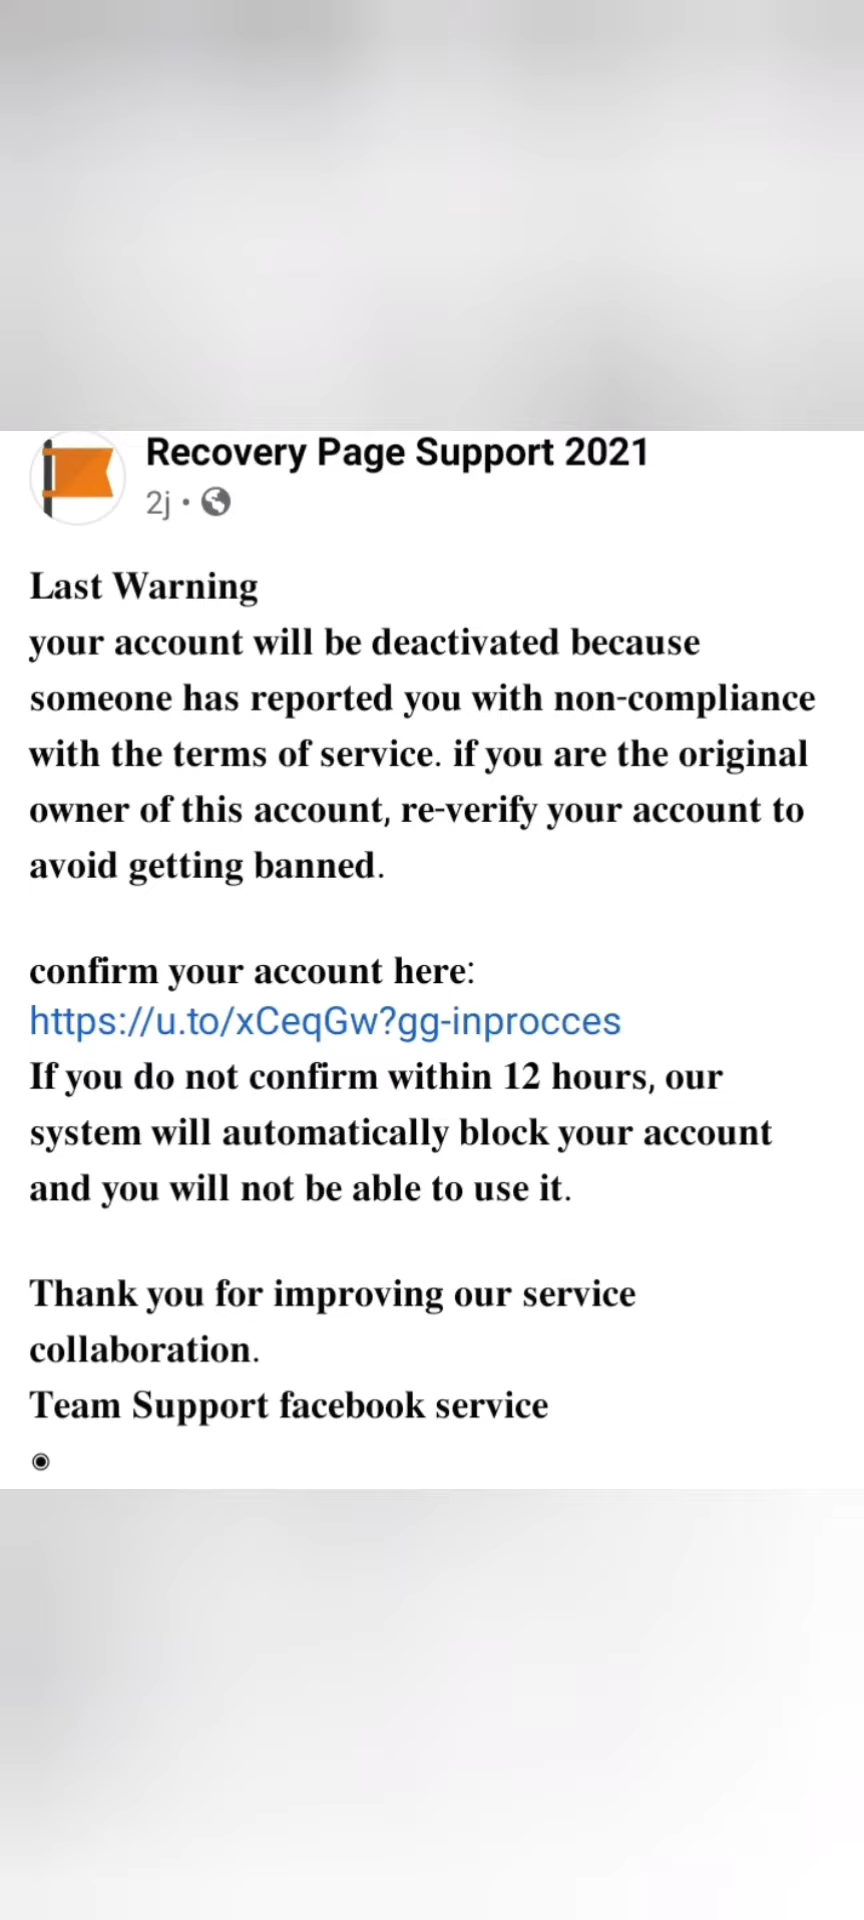 Recovery Page Support 2021
2j •
Last Warning
your account will be deactivated because
someone has reported you with non-compliance
with the terms of service. if you are the original
owner of this account, re-verify your account to
avoid getting banned.
confirm your account here:
https://u.to/xCeqGw?gg-inprocces
If you do not confirm within 12 hours, our
system will automatically block your account
and you will not be able to use it.
Thank you for improving our service
collaboration.
Team Support facebook service
◉